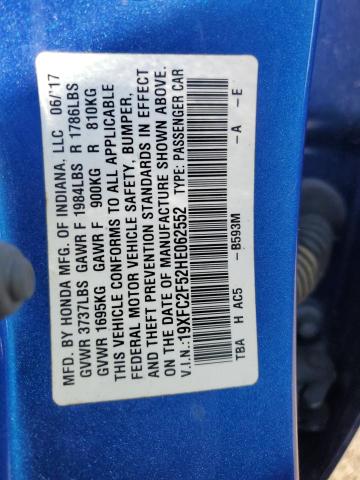 MFD. BY HONDA MFG. OF INDIANA, LLC 06/17
GVWR 3737LBS GAWR F 1984LBS R 1786LBS
GVWR 1695KG GAWR F 900KG R 810KG
THIS VEHICLE CONFORMS TO ALL APPLICABLE
FEDERAL MOTOR VEHICLE SAFETY, BUMPER,
AND THEFT PREVENTION STANDARDS IN EFFECT
ON THE DATE OF MANUFACTURE SHOWN ABOVE.
V.I.N.:19XFC2F52HE062552 TYPE: PASSENGER CAR
-B593M -A -E
TBA H AC5